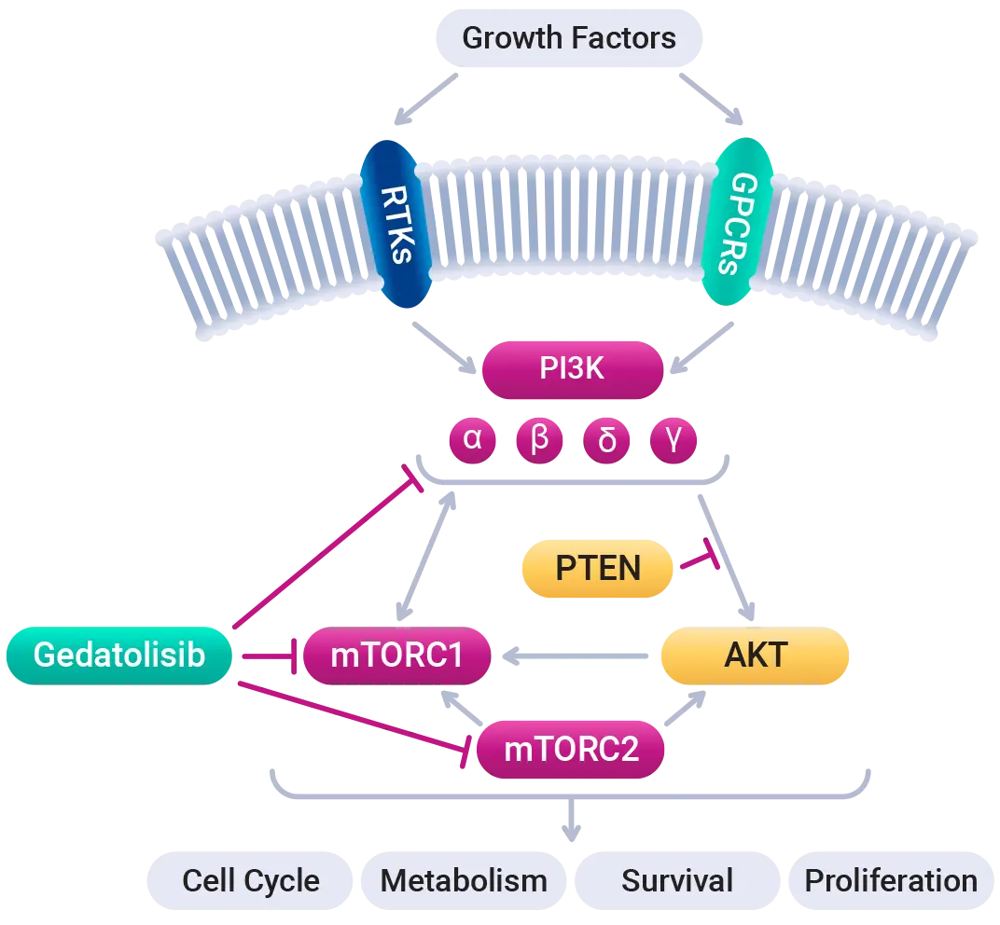 Growth Factors
RTKs
GPCRs
PI3K
α
β
δ
γ
PTEN
Gedatolisib
mTORC1
AKT
mTORC2
Cell Cycle
Metabolism
Survival
Proliferation